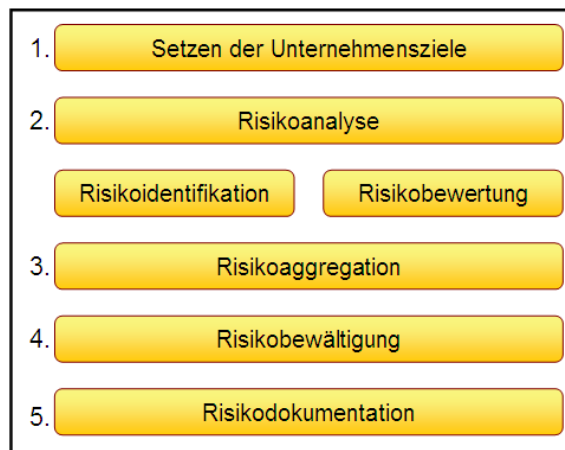 1. Setzen der Unternehmensziele
2. Risikoanalyse
Risikoidentifikation Risikobewertung
3. Risikoaggregation
4. Risikobewältigung
5. Risikodokumentation